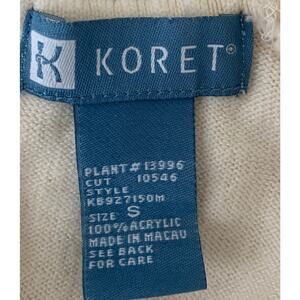 K KORET®
PLANT# 13996
CUT 10546
STYLE
KB927150M
SIZE S
100% ACRYLIC
MADE IN MACAU
SEE BACK
FOR CARE